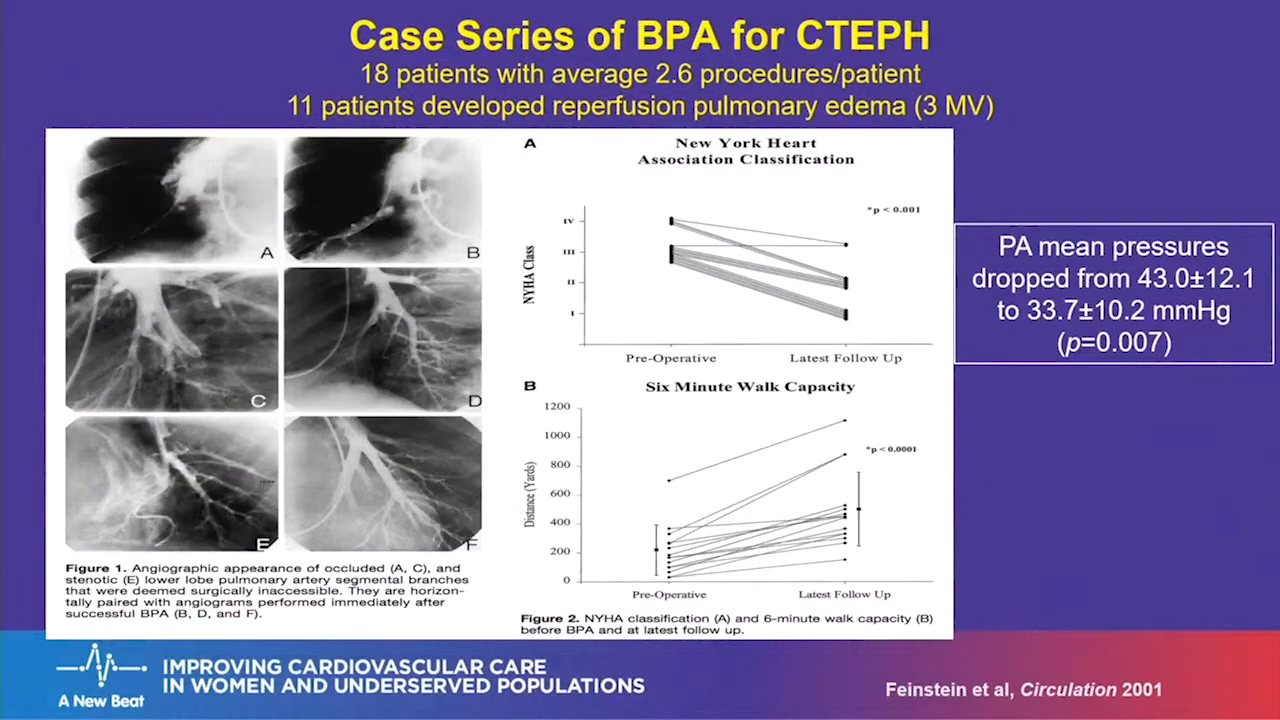 Case Series of BPA for CTEPH
18 patients with average 2.6 procedures/patient
11 patients developed reperfusion pulmonary edema (3 MV)
A
B
C
D
E
F
Figure 1. Angiographic appearance of occluded (A, C), and
stenotic (E) lower lobe pulmonary artery segmental branches
that were deemed surgically inaccessible. They are horizon-
tally paired with angiograms performed immediately after
successful BPA (B, D, and F).
A
New York Heart
Association Classification
*p < 0.001
NYHA Class
IV
III
II
I
Pre-Operative
Latest Follow Up
B
Six Minute Walk Capacity
*p < 0.0001
Distance (Yards)
1200
1000
800
600
400
200
0
Pre-Operative
Latest Follow Up
Figure 2. NYHA classification (A) and 6-minute walk capacity (B)
before BPA and at latest follow up.
PA mean pressures
dropped from 43.0±12.1
to 33.7±10.2 mmHg
(p=0.007)
A New Beat
IMPROVING CARDIOVASCULAR CARE
IN WOMEN AND UNDERSERVED POPULATIONS
Feinstein et al, Circulation 2001